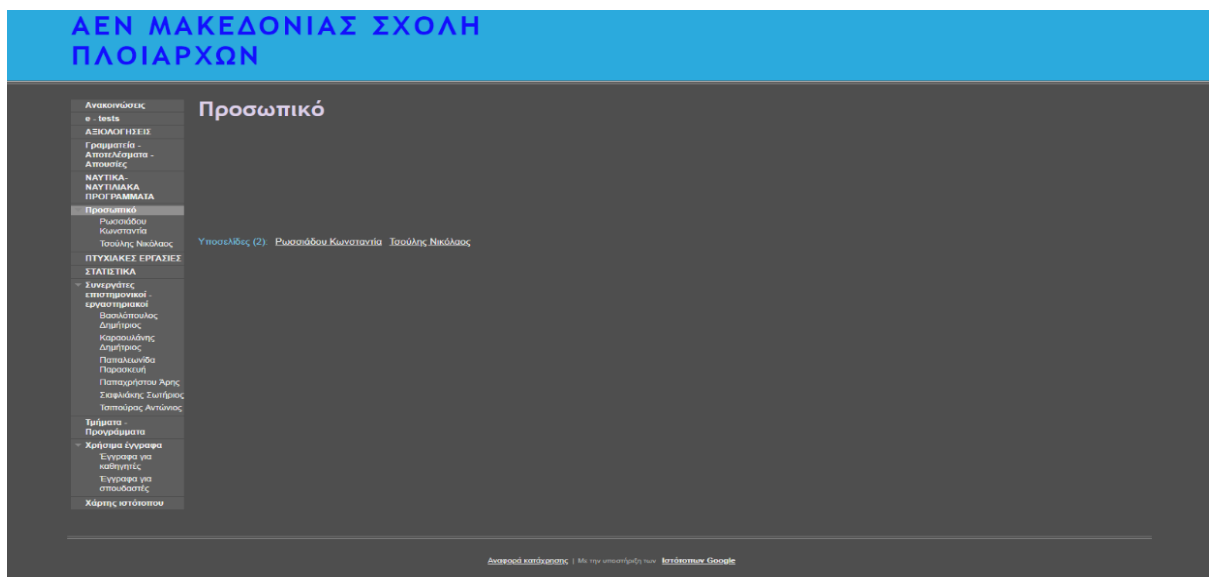 ΑΕΝ ΜΑΚΕΔΟΝΙΑΣ ΣΧΟΛΗ
ΠΛΟΙΑΡΧΩΝ
Ανακοινώσεις
e - tests
ΑΞΙΟΛΟΓΗΣΕΙΣ
Γραμματεία -
Αποτελέσματα -
Απουσίες
ΝΑΥΤΙΚΑ-
ΝΑΥΤΙΛΙΑΚΑ
ΠΡΟΓΡΑΜΜΑΤΑ
Προσωπικό
Ρωσσιάδου
Κωνσταντία
Τσούλης Νικόλαος
ΠΤΥΧΙΑΚΕΣ ΕΡΓΑΣΙΕΣ
ΣΤΑΤΙΣΤΙΚΑ
Συνεργάτες
επιστημονικοί -
εργαστηριακοί
Βασιλόπουλος
Δημήτριος
Καραουλάνης
Δημήτριος
Παπαλεωνίδα
Παρασκευή
Παπαχρήστου Άρης
Σιαφλιάκης Σωτήριος
Τσιπούρας Αντώνιος
Τμήματα -
Προγράμματα
Χρήσιμα έγγραφα
Έγγραφα για
καθηγητές
Έγγραφα για
σπουδαστές
Χάρτης ιστότοπου
Προσωπικό
Υποσελίδες (2): Ρωσσιάδου Κωνσταντία Τσούλης Νικόλαος
Αναφορά κατάχρησης | Με την υποστήριξη των Ιστότοπων Google